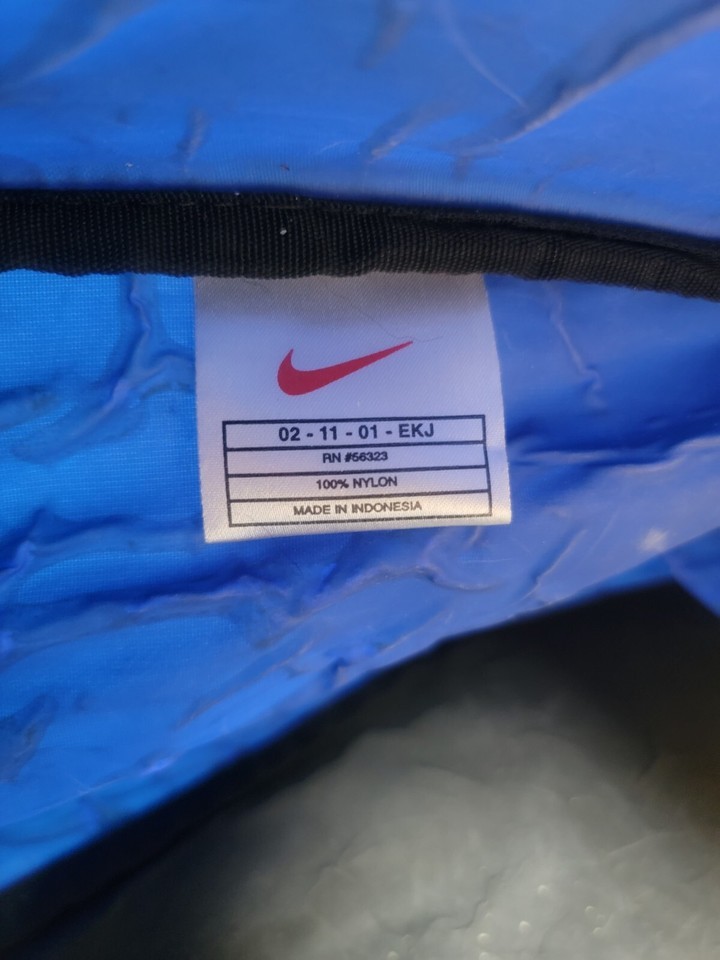 02 - 11 - 01 - EKJ
RN #56323
100% NYLON
MADE IN INDONESIA